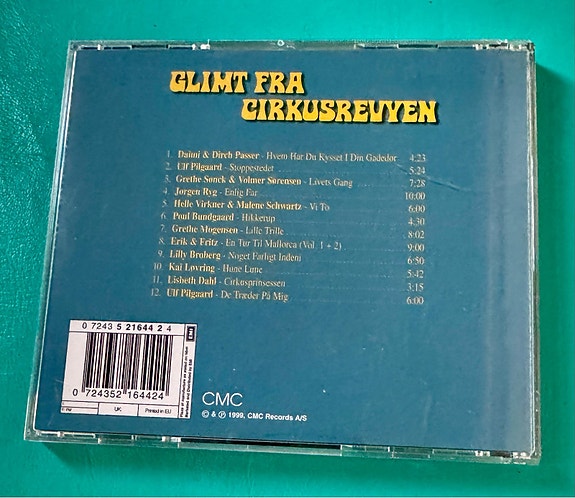 GLIMT FRA
CIRKUSREVYEN
1. Daimi & Dirch Passer - Hvem Har Du Kysset I Din Gadedør 4:23
2. Ulf Pilgaard - Stoppestedet 5:24
3. Grethe Sønck & Volmer Sørensen - Livets Gang 7:28
4. Jørgen Ryg - Enlig Far 10:00
5. Helle Virkner & Malene Schwartz - Vi To 6:00
6. Poul Bundgaard - Hikkerup 4:30
7. Grethe Mogensen - Lille Trille 8:02
8. Erik & Fritz - En Tur Til Mallorca (Vol. 1 + 2) 9:00
9. Lilly Broberg - Noget Farligt Indeni 6:50
10. Kai Løvring - Hune Lune 5:42
11. Lisbeth Dahl - Cirkusprinsessen 3:15
12. Ulf Pilgaard - De Træder På Mig 6:00
0 7243 5 21644 2 4
0 724352 164424
EMI
UK
Printed in EU
CMC
© & ℗ 1999, CMC Records A/S